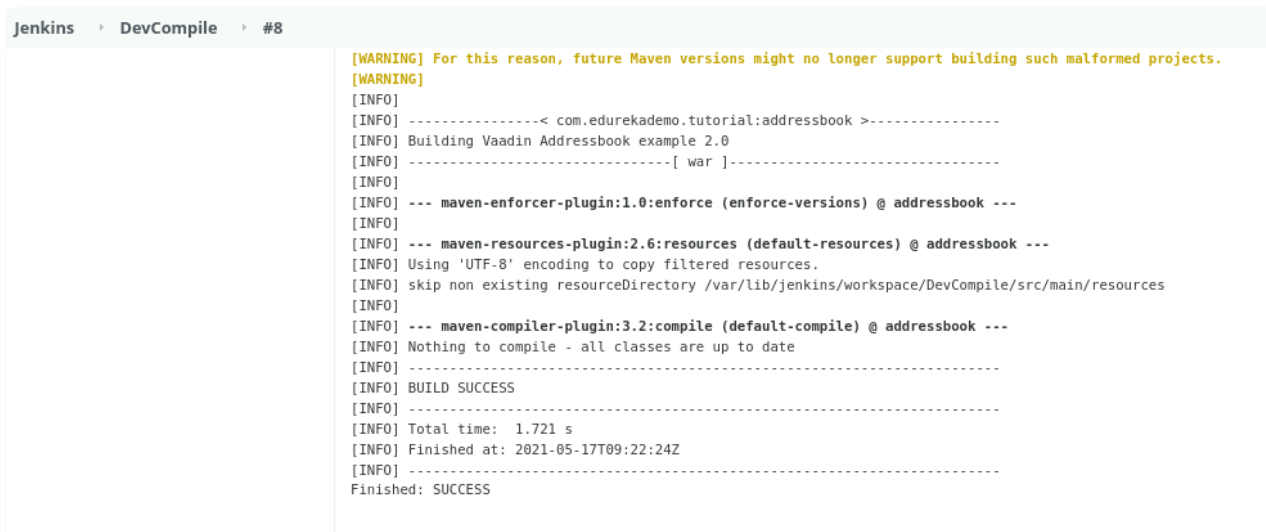 Jenkins › DevCompile › #8
[WARNING] For this reason, future Maven versions might no longer support building such malformed projects.
[WARNING]
[INFO]
[INFO] ----------------< com.edurekademo.tutorial:addressbook >----------------
[INFO] Building Vaadin Addressbook example 2.0
[INFO] --------------------------------[ war ]---------------------------------
[INFO]
[INFO] --- maven-enforcer-plugin:1.0:enforce (enforce-versions) @ addressbook ---
[INFO]
[INFO] --- maven-resources-plugin:2.6:resources (default-resources) @ addressbook ---
[INFO] Using 'UTF-8' encoding to copy filtered resources.
[INFO] skip non existing resourceDirectory /var/lib/jenkins/workspace/DevCompile/src/main/resources
[INFO]
[INFO] --- maven-compiler-plugin:3.2:compile (default-compile) @ addressbook ---
[INFO] Nothing to compile - all classes are up to date
[INFO] ------------------------------------------------------------------------
[INFO] BUILD SUCCESS
[INFO] ------------------------------------------------------------------------
[INFO] Total time:  1.721 s
[INFO] Finished at: 2021-05-17T09:22:24Z
[INFO] ------------------------------------------------------------------------
Finished: SUCCESS